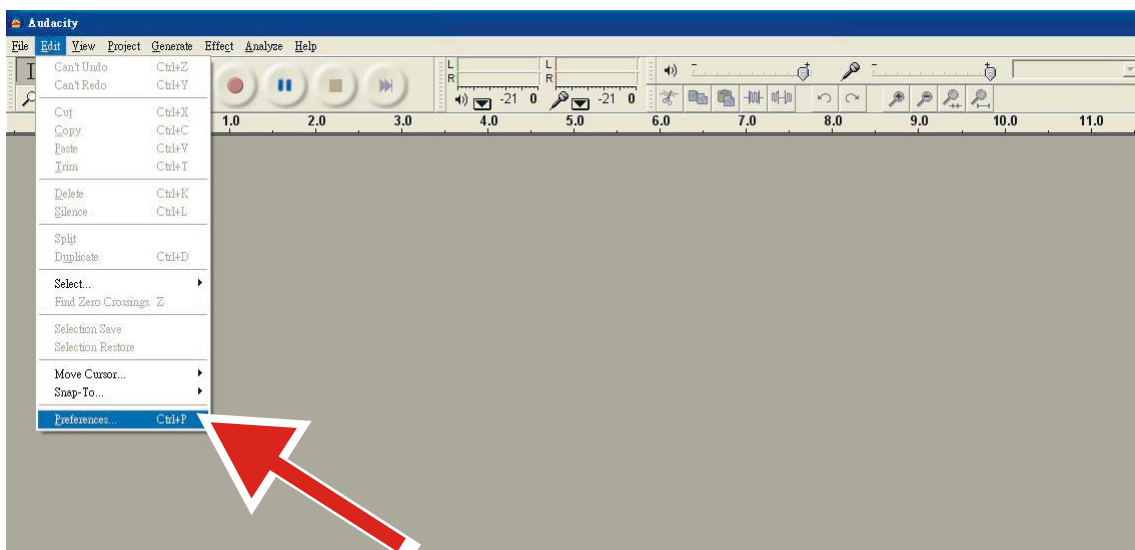 Audacity
File Edit View Project Generate Effect Analyze Help
Can't Undo Ctrl+Z
Can't Redo Ctrl+Y
Cut Ctrl+X
Copy Ctrl+C
Paste Ctrl+V
Trim Ctrl+T
Delete Ctrl+K
Silence Ctrl+L
Split
Duplicate Ctrl+D
Select...
Find Zero Crossings Z
Selection Save
Selection Restore
Move Cursor...
Snap-To...
Preferences... Ctrl+P
L
R
-21 0
L
R
-21 0
1.0 2.0 3.0 4.0 5.0 6.0 7.0 8.0 9.0 10.0 11.0